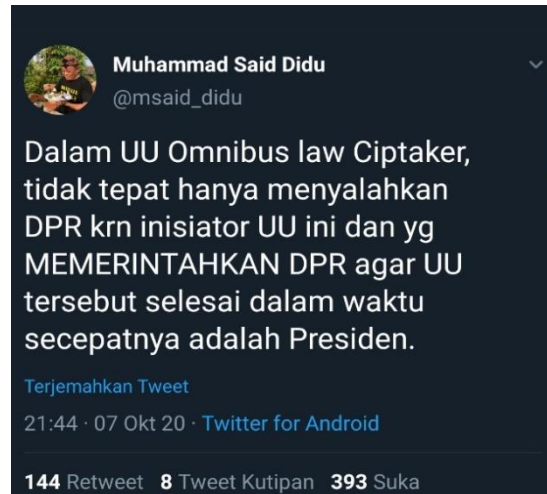 Muhammad Said Didu
@msaid_didu
Dalam UU Omnibus law Ciptaker,
tidak tepat hanya menyalahkan
DPR krn inisiator UU ini dan yg
MEMERINTAHKAN DPR agar UU
tersebut selesai dalam waktu
secepatnya adalah Presiden.
Terjemahkan Tweet
21:44 · 07 Okt 20 · Twitter for Android
144 Retweet 8 Tweet Kutipan 393 Suka